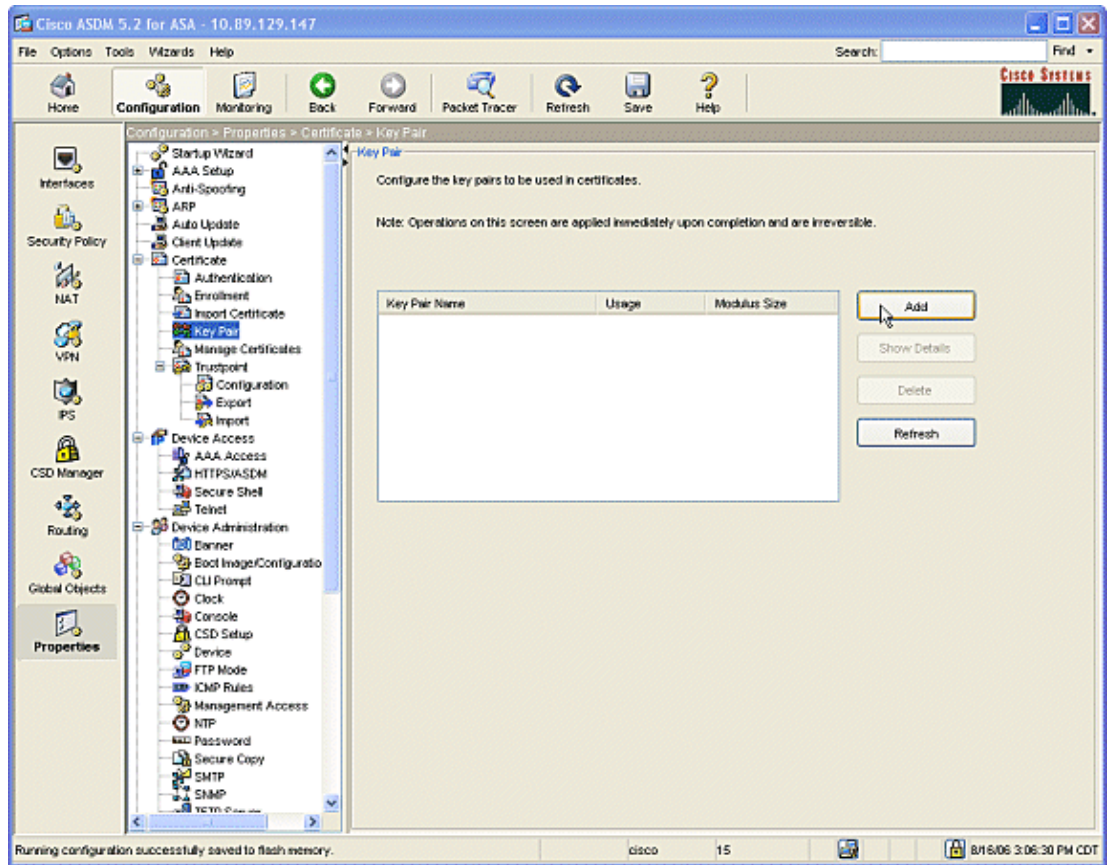 Cisco ASDM 5.2 for ASA - 10.89.129.147
File Options Tools Wizards Help Search: Find
Home Configuration Monitoring Back Forward Packet Tracer Refresh Save Help
CISCO SYSTEMS
Configuration > Properties > Certificate > Key Pair
Interfaces
Security Policy
NAT
VPN
IPS
CSD Manager
Routing
Global Objects
Properties
Startup Wizard
AAA Setup
Anti-Spoofing
ARP
Auto Update
Client Update
Certificate
Authentication
Enrollment
Import Certificate
Key Pair
Manage Certificates
Trustpoint
Configuration
Export
Import
Device Access
AAA Access
HTTPS/ASDM
Secure Shell
Telnet
Device Administration
Banner
Boot Image/Configuratio
CLI Prompt
Clock
Console
CSD Setup
Device
FTP Mode
ICMP Rules
Management Access
NTP
Password
Secure Copy
SMTP
SNMP
TFTP Server
Key Pair
Configure the key pairs to be used in certificates.
Note: Operations on this screen are applied immediately upon completion and are irreversible.
Key Pair Name Usage Modulus Size
Add
Show Details
Delete
Refresh
Running configuration successfully saved to flash memory. cisco 15 8/16/06 3:06:30 PM CDT